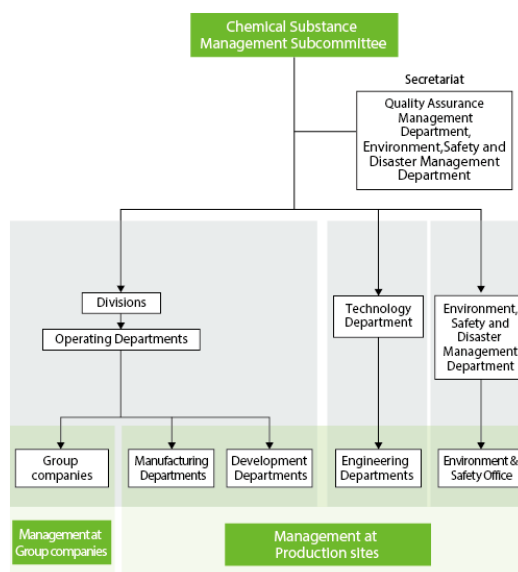 Chemical Substance
Management Subcommittee
Secretariat
Quality Assurance
Management
Department,
Environment,Safety and
Disaster Management
Department
Divisions
Operating Departments
Technology
Department
Environment,
Safety and
Disaster
Management
Department
Group
companies
Manufacturing
Departments
Development
Departments
Engineering
Departments
Environment &
Safety Office
Management at
Group companies
Management at
Production sites